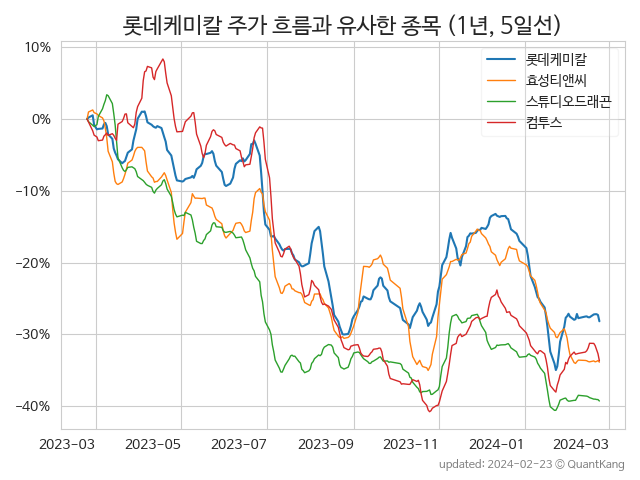 롯데케미칼 주가 흐름과 유사한 종목 (1년, 5일선)
롯데케미칼
효성티앤씨
스튜디오드래곤
컴투스
10%
0%
−10%
−20%
−30%
−40%
2023-03 2023-05 2023-07 2023-09 2023-11 2024-01 2024-03
updated: 2024-02-23 © QuantKang